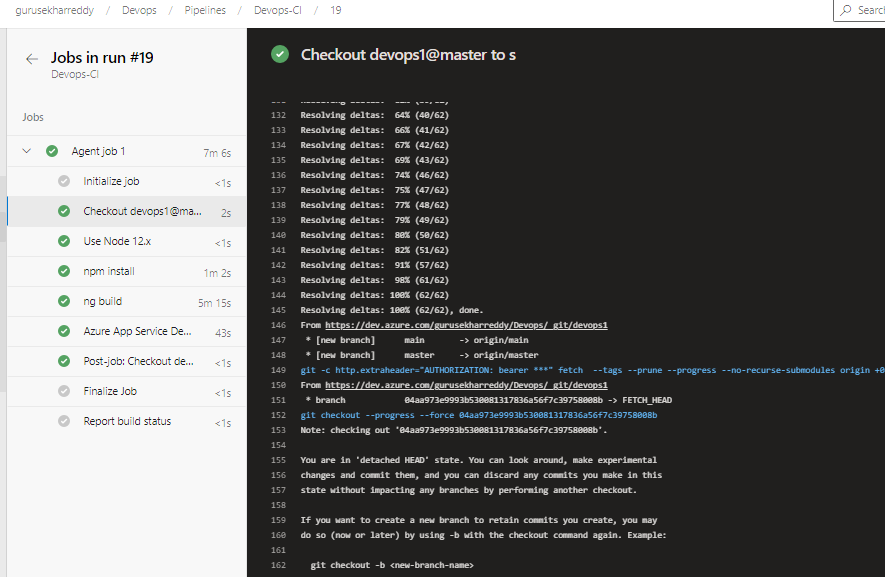 gurusekharreddy / Devops / Pipelines / Devops-CI / 19
Search
Jobs in run #19
Devops-CI
Jobs
Agent job 1 7m 6s
Initialize job <1s
Checkout devops1@ma... 2s
Use Node 12.x <1s
npm install 1m 2s
ng build 5m 15s
Azure App Service De... 43s
Post-job: Checkout de... <1s
Finalize Job <1s
Report build status <1s
Checkout devops1@master to s
132 Resolving deltas: 64% (40/62)
133 Resolving deltas: 66% (41/62)
134 Resolving deltas: 67% (42/62)
135 Resolving deltas: 69% (43/62)
136 Resolving deltas: 74% (46/62)
137 Resolving deltas: 75% (47/62)
138 Resolving deltas: 77% (48/62)
139 Resolving deltas: 79% (49/62)
140 Resolving deltas: 80% (50/62)
141 Resolving deltas: 82% (51/62)
142 Resolving deltas: 91% (57/62)
143 Resolving deltas: 98% (61/62)
144 Resolving deltas: 100% (62/62)
145 Resolving deltas: 100% (62/62), done.
146 From https://dev.azure.com/gurusekharreddy/Devops/_git/devops1
147 * [new branch] main -> origin/main
148 * [new branch] master -> origin/master
149 git -c http.extraheader="AUTHORIZATION: bearer ***" fetch --tags --prune --progress --no-recurse-submodules origin +0
150 From https://dev.azure.com/gurusekharreddy/Devops/_git/devops1
151 * branch 04aa973e9993b530081317836a56f7c39758008b -> FETCH_HEAD
152 git checkout --progress --force 04aa973e9993b530081317836a56f7c39758008b
153 Note: checking out '04aa973e9993b530081317836a56f7c39758008b'.
154
155 You are in 'detached HEAD' state. You can look around, make experimental
156 changes and commit them, and you can discard any commits you make in this
157 state without impacting any branches by performing another checkout.
158
159 If you want to create a new branch to retain commits you create, you may
160 do so (now or later) by using -b with the checkout command again. Example:
161
162 git checkout -b <new-branch-name>